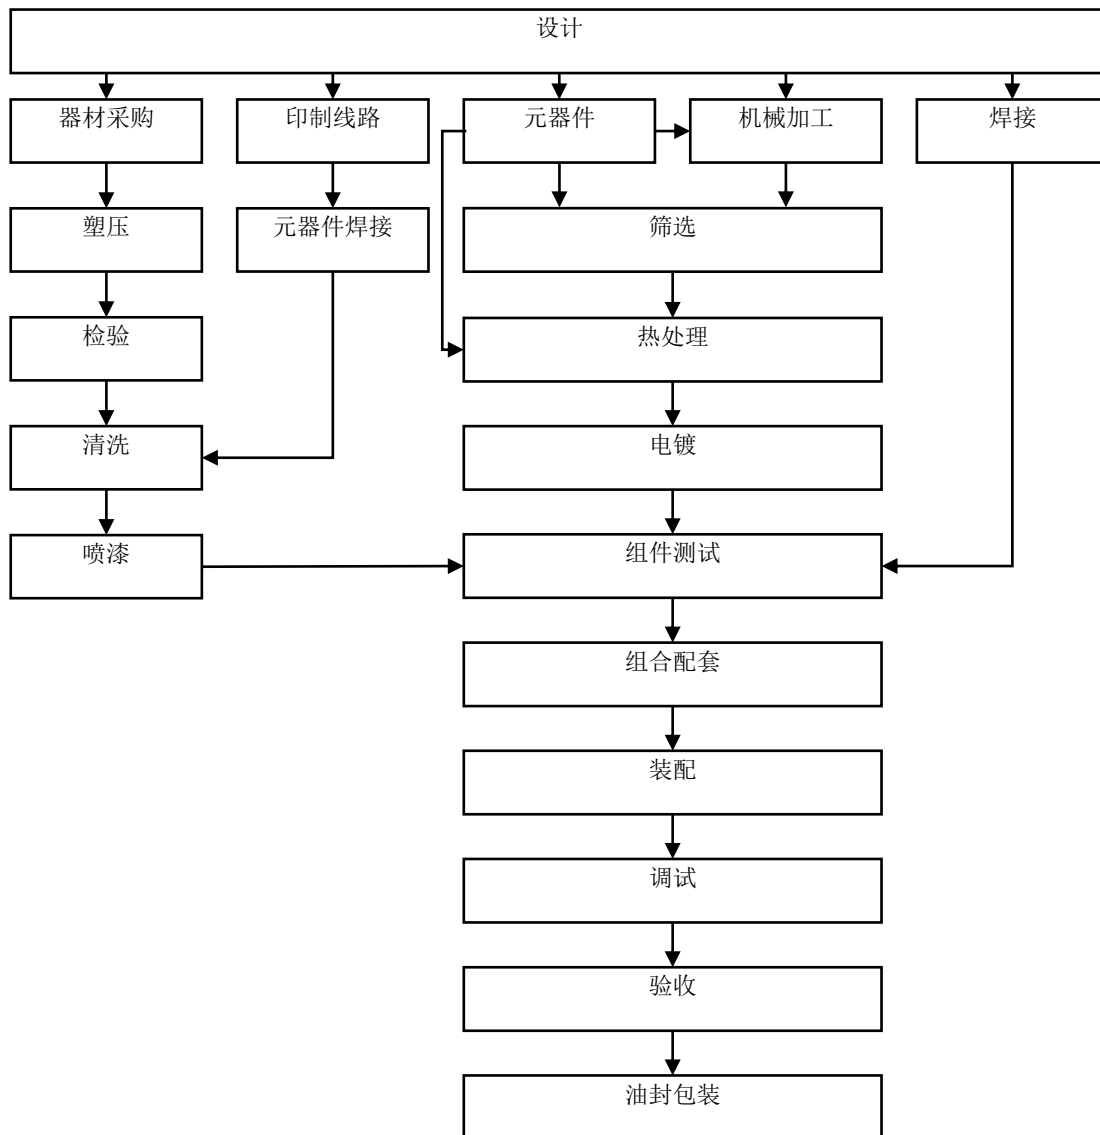 设计
器材采购
印制线路
元器件
机械加工
焊接
塑压
元器件焊接
筛选
检验
热处理
清洗
电镀
喷漆
组件测试
组合配套
装配
调试
验收
油封包装